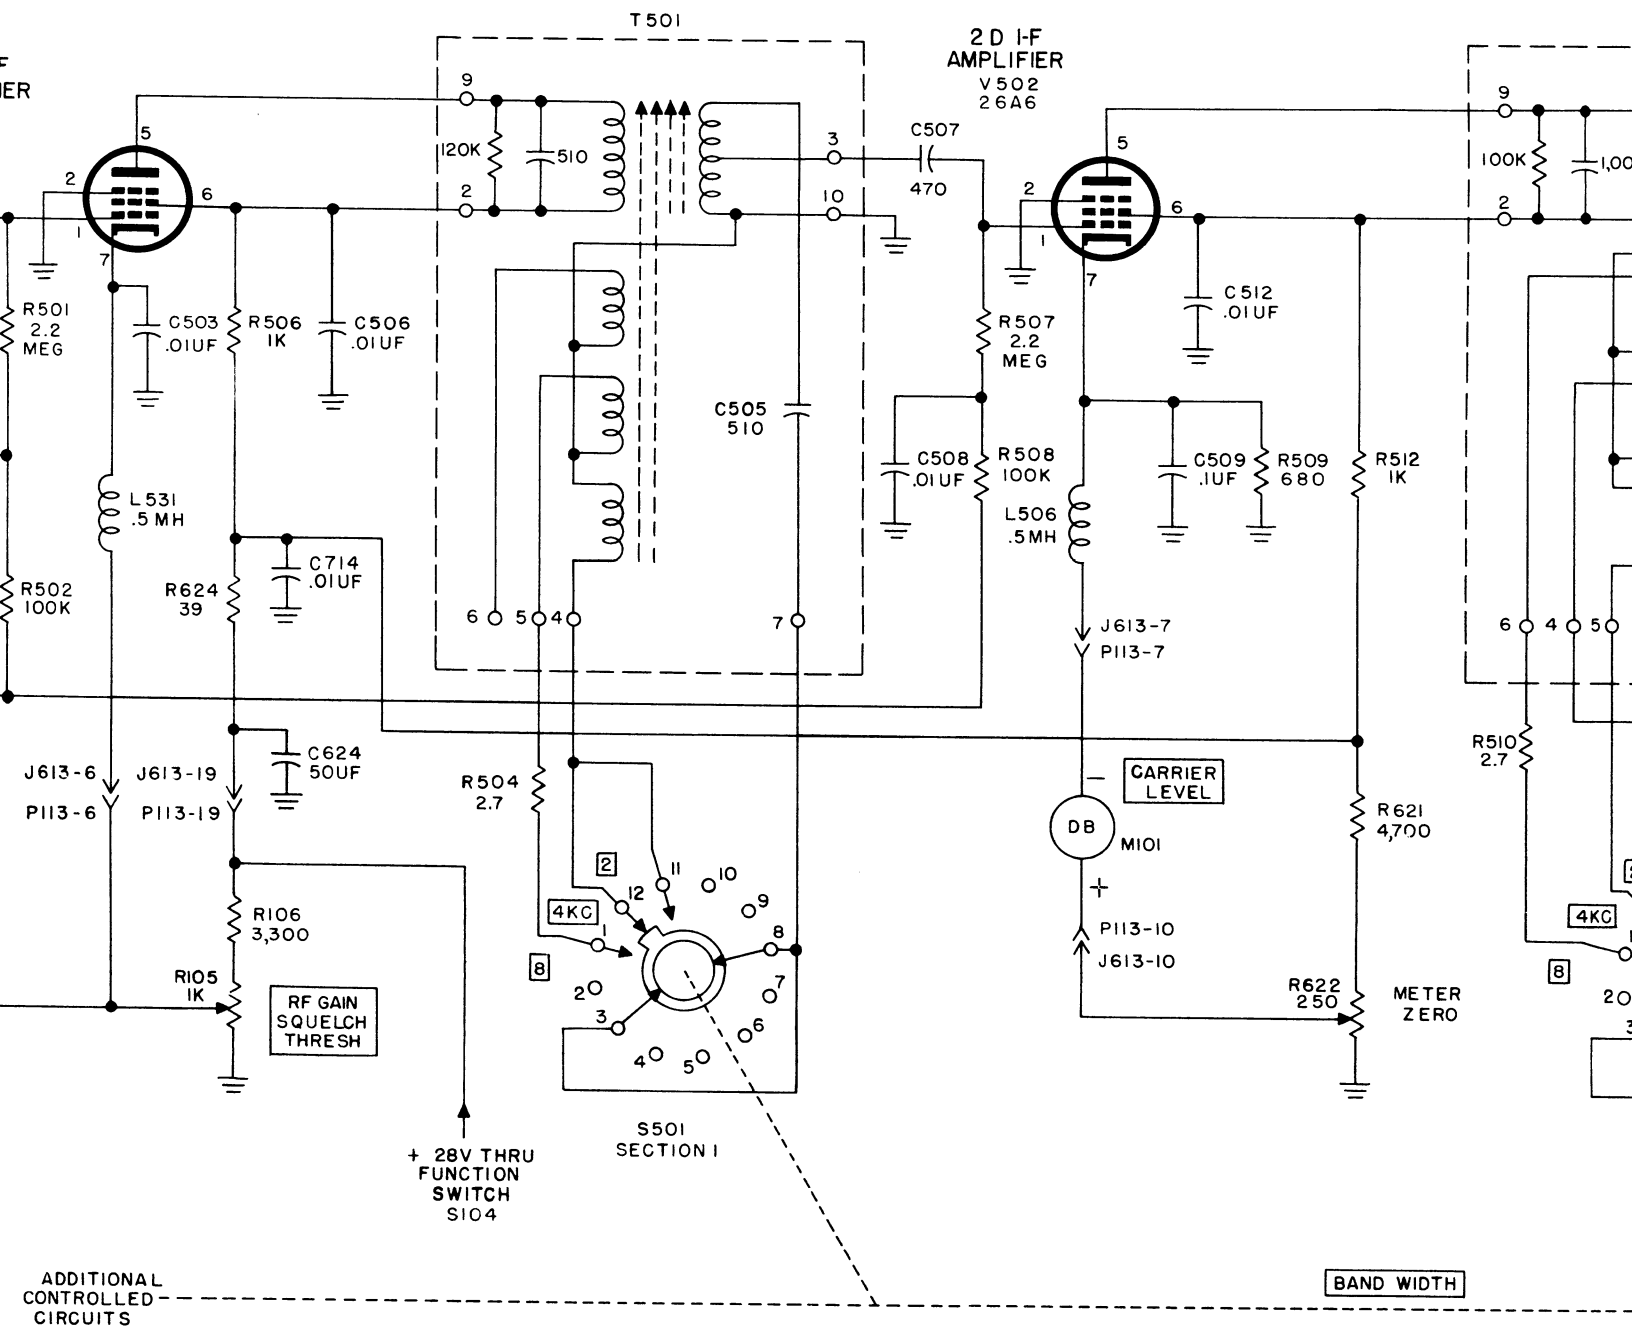 T501
2D I-F
AMPLIFIER
V502
26A6
F
IER
9
5
120K
510
2
6
2
1
7
3
10
C507
470
5
2
1
6
7
9
100K
1,00
2
R501
2.2
MEG
C503
.01UF
R506
1K
C506
.01UF
C505
510
R507
2.2
MEG
C512
.01UF
C508
.01UF
R508
100K
C509
.1UF
R509
680
R512
1K
L531
.5MH
L506
.5MH
R502
100K
R624
39
C714
.01UF
6
5
4
7
J613-7
P113-7
6
4
5
C624
50UF
J613-6
P113-6
J613-19
P113-19
R504
2.7
R510
2.7
–
CARRIER
LEVEL
DB
M101
+
R621
4,700
P113-10
J613-10
R106
3,300
R105
1K
RF GAIN
SQUELCH
THRESH
2
4KC
8
12
11
10
9
8
7
6
5
4
3
2
1
R622
250
METER
ZERO
4KC
8
2
3
S501
SECTION 1
+ 28V THRU
FUNCTION
SWITCH
S104
ADDITIONAL
CONTROLLED
CIRCUITS
BAND WIDTH